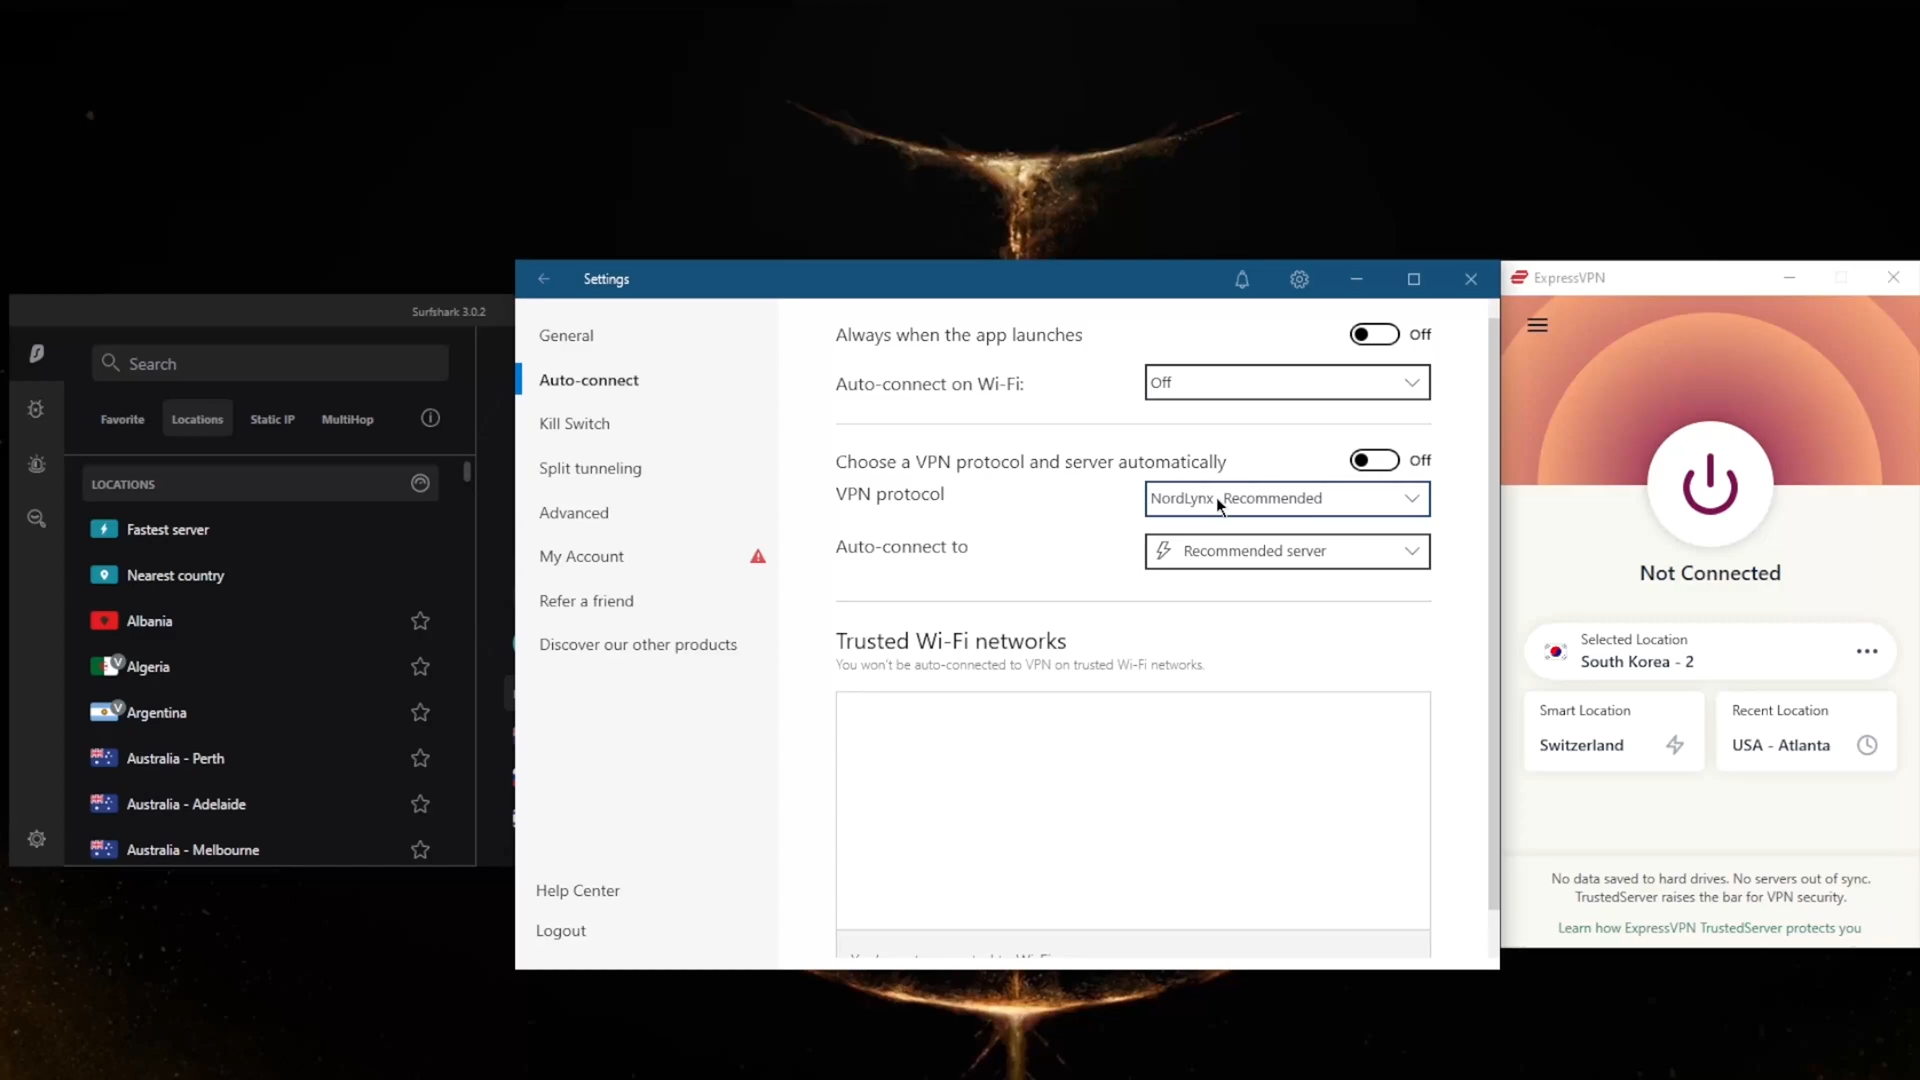 Surfshark 3.0.2
Search
Favorite
Locations
Static IP
MultiHop
LOCATIONS
Fastest server
Nearest country
Albania
Algeria
Argentina
Australia - Perth
Australia - Adelaide
Australia - Melbourne
Settings
General
Auto-connect
Kill Switch
Split tunneling
Advanced
My Account
Refer a friend
Discover our other products
Help Center
Logout
Always when the app launches
Off
Auto-connect on Wi-Fi:
Off
Choose a VPN protocol and server automatically
Off
VPN protocol
NordLynx Recommended
Auto-connect to
Recommended server
Trusted Wi-Fi networks
You won't be auto-connected to VPN on trusted Wi-Fi networks.
ExpressVPN
Not Connected
Selected Location
South Korea - 2
Smart Location
Switzerland
Recent Location
USA - Atlanta
No data saved to hard drives. No servers out of sync.
TrustedServer raises the bar for VPN security.
Learn how ExpressVPN TrustedServer protects you